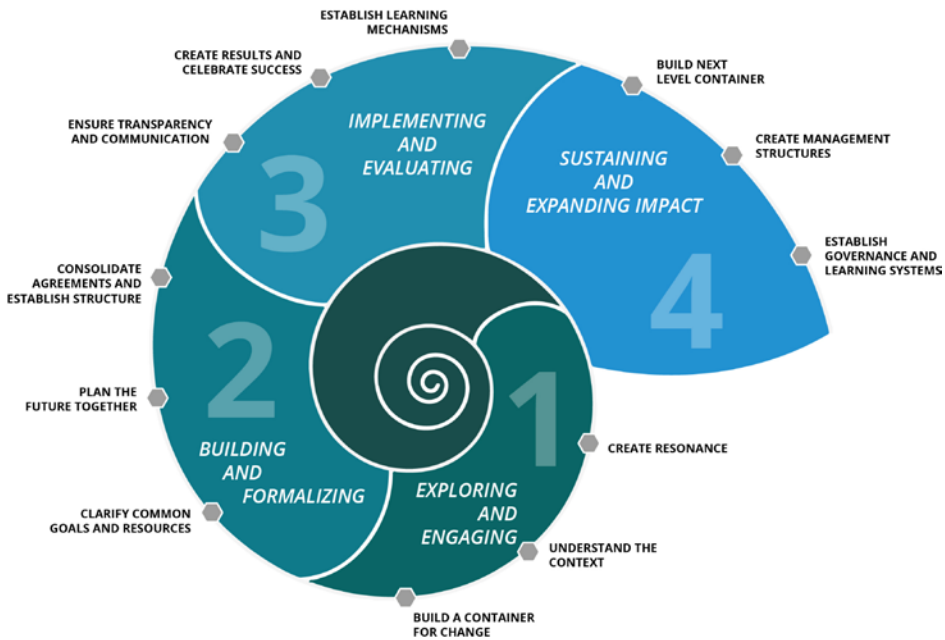 ESTABLISH LEARNING
MECHANISMS
CREATE RESULTS AND
CELEBRATE SUCCESS
ENSURE TRANSPARENCY
AND COMMUNICATION
CONSOLIDATE
AGREEMENTS AND
ESTABLISH STRUCTURE
PLAN THE
FUTURE TOGETHER
CLARIFY COMMON
GOALS AND RESOURCES
BUILD A CONTAINER
FOR CHANGE
UNDERSTAND THE
CONTEXT
CREATE RESONANCE
BUILD NEXT
LEVEL CONTAINER
CREATE MANAGEMENT
STRUCTURES
ESTABLISH
GOVERNANCE AND
LEARNING SYSTEMS
1
EXPLORING
AND
ENGAGING
2
BUILDING
AND
FORMALIZING
3
IMPLEMENTING
AND
EVALUATING
4
SUSTAINING
AND
EXPANDING IMPACT